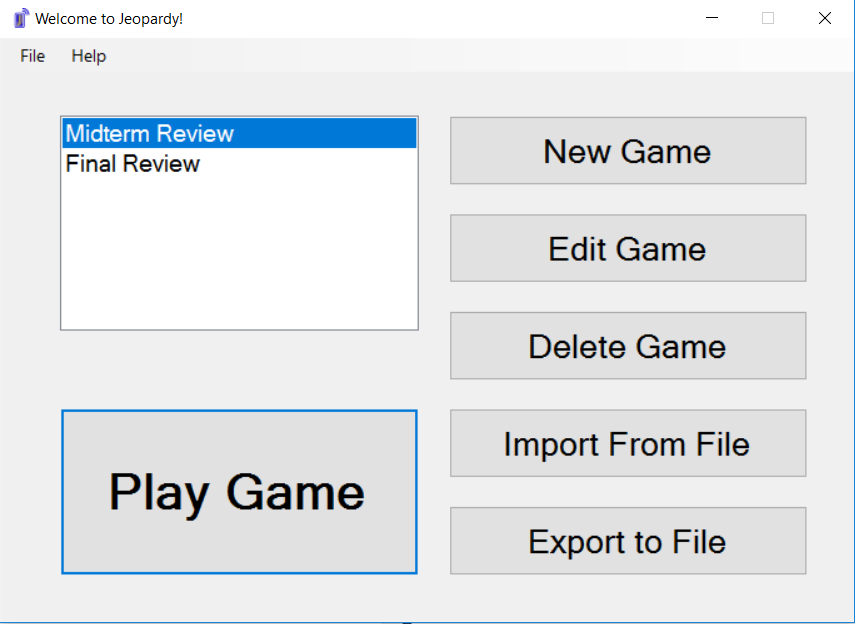 Welcome to Jeopardy!
File Help
Midterm Review
Final Review
New Game
Edit Game
Delete Game
Import From File
Export to File
Play Game